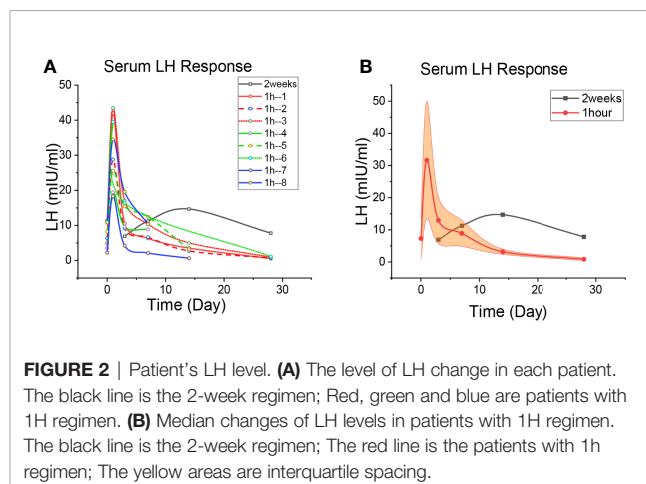 A
Serum LH Response
50
40
30
20
10
0
LH (mIU/ml)
0
10
20
30
Time (Day)
2weeks
1h--1
1h--2
1h--3
1h--4
1h--5
1h--6
1h--7
1h--8
B
Serum LH Response
50
40
30
20
10
0
LH (mIU/ml)
0
10
20
30
Time (Day)
2weeks
1hour
FIGURE 2 | Patient's LH level. (A) The level of LH change in each patient.
The black line is the 2-week regimen; Red, green and blue are patients with
1H regimen. (B) Median changes of LH levels in patients with 1H regimen.
The black line is the 2-week regimen; The red line is the patients with 1h
regimen; The yellow areas are interquartile spacing.